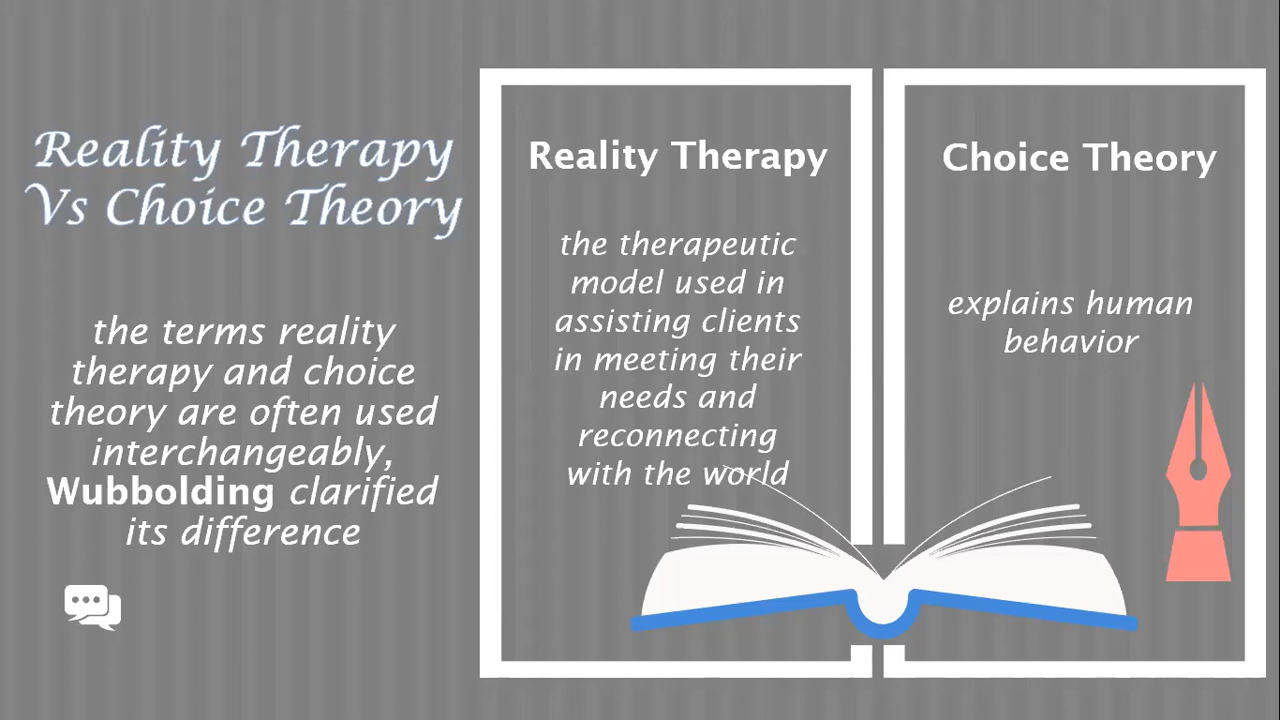 Reality Therapy
Vs Choice Theory
the terms reality
therapy and choice
theory are often used
interchangeably,
Wubbolding clarified
its difference
Reality Therapy
the therapeutic
model used in
assisting clients
in meeting their
needs and
reconnecting
with the world
Choice Theory
explains human
behavior